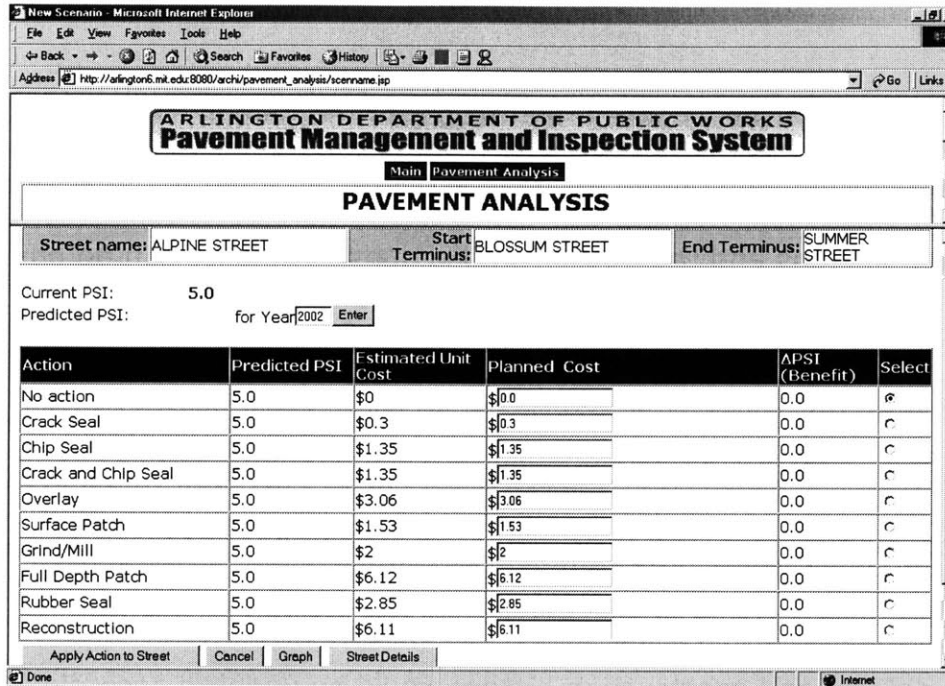 New Scenario - Microsoft Internet Explorer
File Edit View Favorites Tools Help
Back Search Favorites History
Address http://arlington6.mit.edu:8080/archi/pavement_analysis/scenname.jsp Go Links
ARLINGTON DEPARTMENT OF PUBLIC WORKS
Pavement Management and Inspection System
Main Pavement Analysis
PAVEMENT ANALYSIS
Street name: ALPINE STREET Start Terminus: BLOSSUM STREET End Terminus: SUMMER STREET
Current PSI: 5.0
Predicted PSI: for Year 2002 Enter
Action Predicted PSI Estimated Unit Cost Planned Cost ΔPSI (Benefit) Select
No action 5.0 $0 $0.0 0.0
Crack Seal 5.0 $0.3 $0.3 0.0
Chip Seal 5.0 $1.35 $1.35 0.0
Crack and Chip Seal 5.0 $1.35 $1.35 0.0
Overlay 5.0 $3.06 $3.06 0.0
Surface Patch 5.0 $1.53 $1.53 0.0
Grind/Mill 5.0 $2 $2 0.0
Full Depth Patch 5.0 $6.12 $6.12 0.0
Rubber Seal 5.0 $2.85 $2.85 0.0
Reconstruction 5.0 $6.11 $6.11 0.0
Apply Action to Street Cancel Graph Street Details
Done Internet